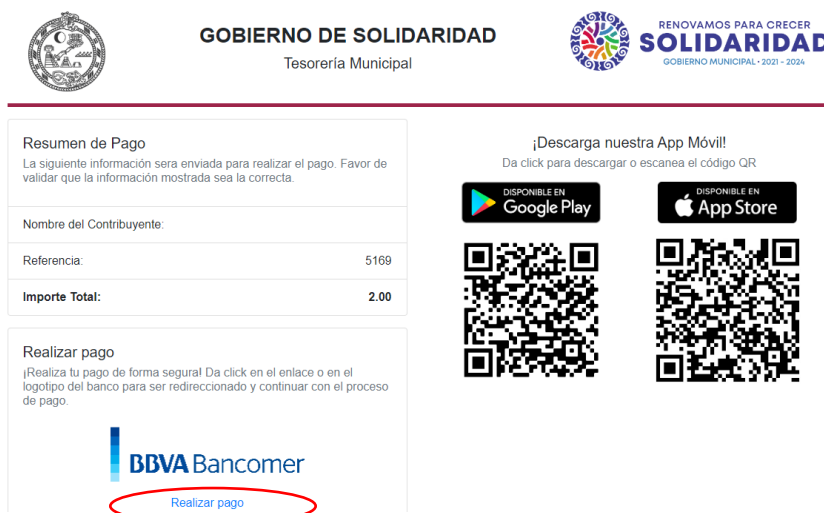 GOBIERNO DE SOLIDARIDAD
Tesorería Municipal
RENOVAMOS PARA CRECER
SOLIDARIDAD
GOBIERNO MUNICIPAL • 2021 - 2024
Resumen de Pago
La siguiente información sera enviada para realizar el pago. Favor de
validar que la información mostrada sea la correcta.
Nombre del Contribuyente:
Referencia: 5169
Importe Total: 2.00
Realizar pago
¡Realiza tu pago de forma segura! Da click en el enlace o en el
logotipo del banco para ser redireccionado y continuar con el proceso
de pago.
BBVA Bancomer
Realizar pago
¡Descarga nuestra App Móvil!
Da click para descargar o escanea el código QR
DISPONIBLE EN
Google Play
DISPONIBLE EN
App Store